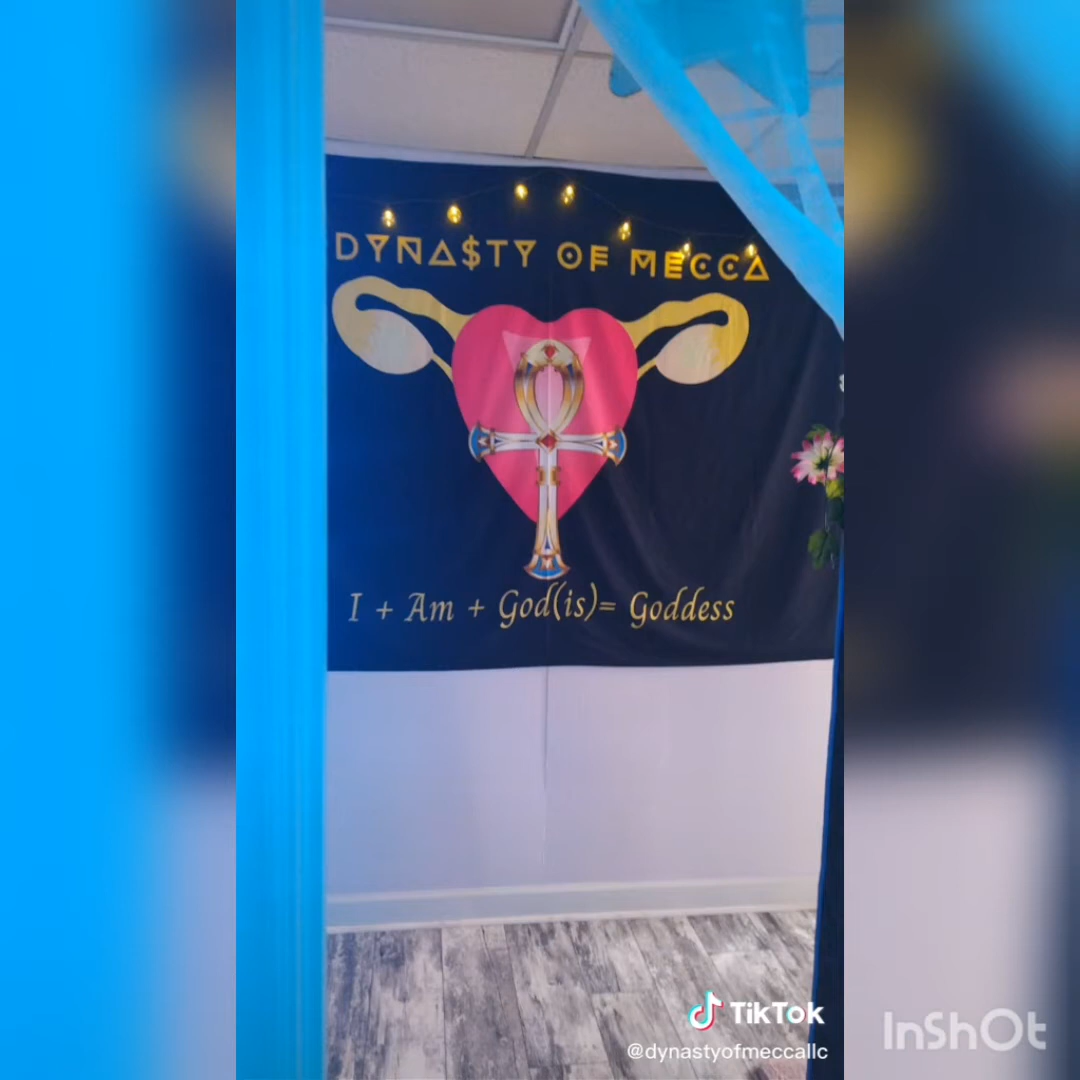 DYNA$TY OF MECCA
I + Am + God(is)= Goddess
TikTok
@dynastyofmeccallc
InShOt